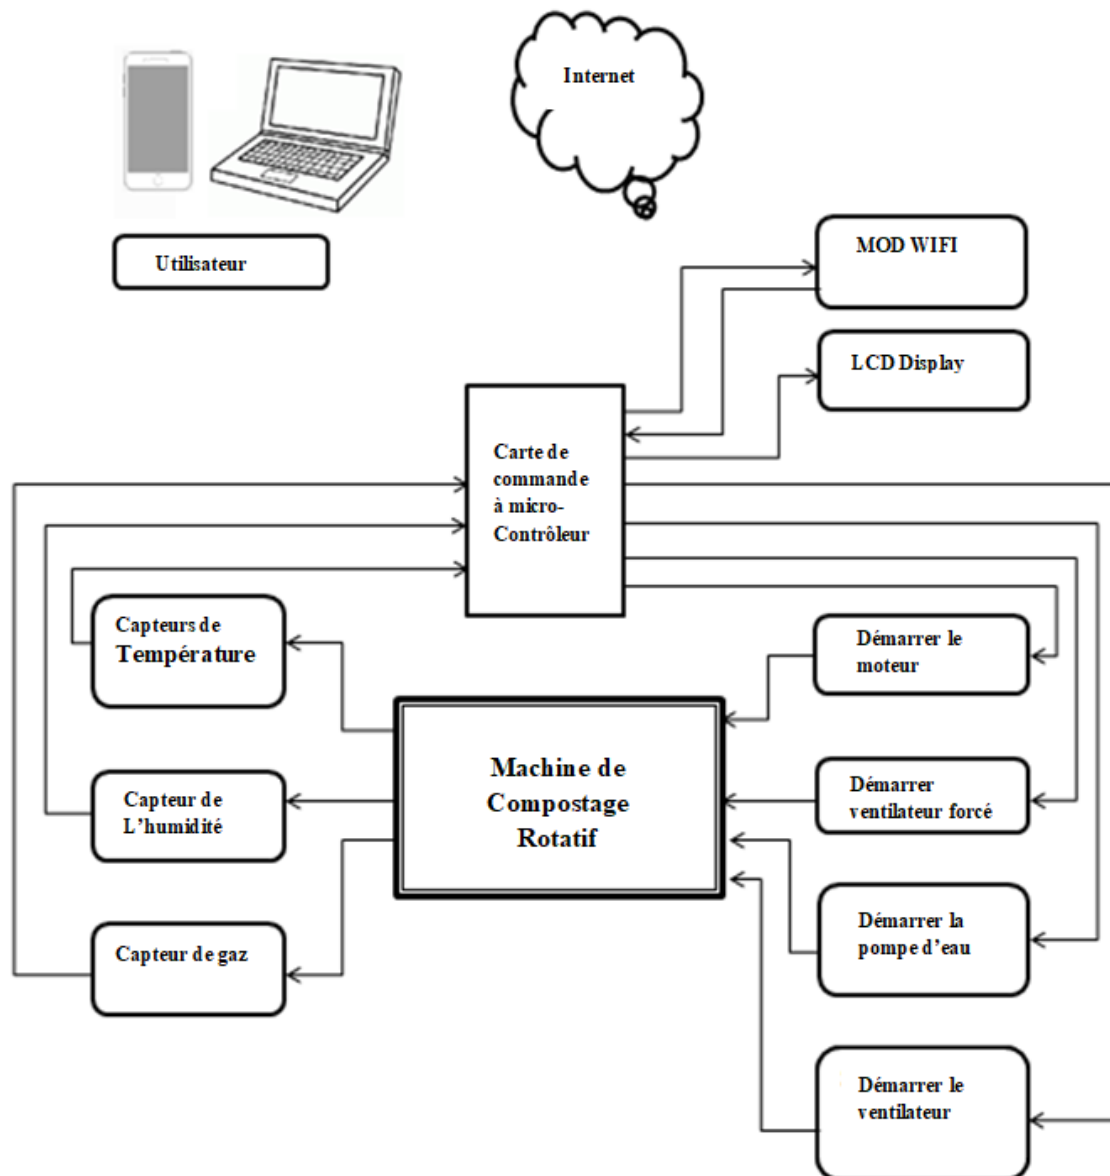 Internet
Utilisateur
MOD WIFI
LCD Display
Carte de
commande
à micro-
Contrôleur
Capteurs de
Température
Démarrer le
moteur
Machine de
Compostage
Rotatif
Capteur de
L'humidité
Démarrer
ventilateur forcé
Capteur de gaz
Démarrer la
pompe d'eau
Démarrer le
ventilateur